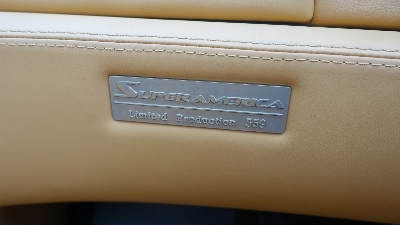 SUPERAMERICA
Limited Production 559